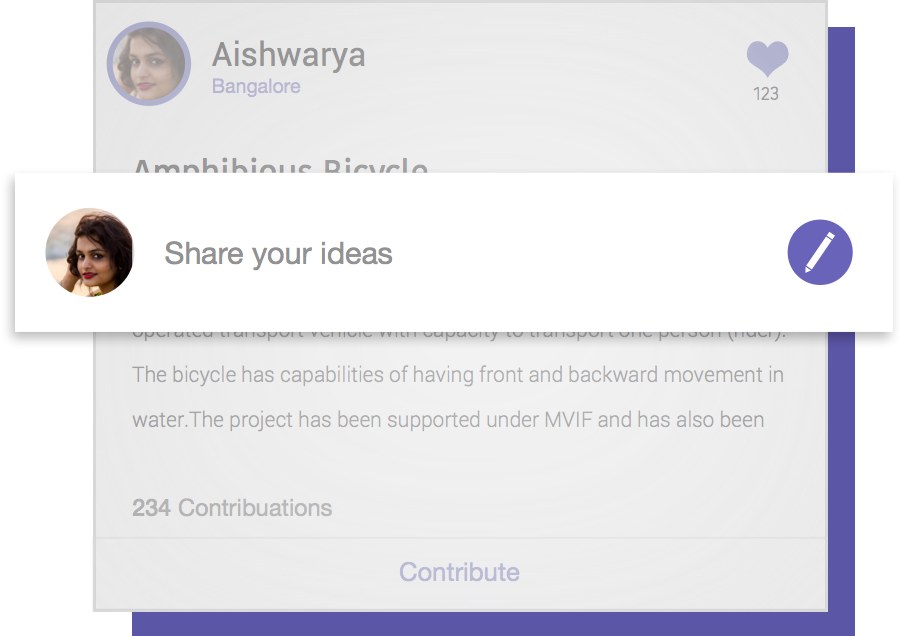 Aishwarya
Bangalore
123
Amphibious Bicycle
Share your ideas
operated transport vehicle with capacity to transport one person (rider).
The bicycle has capabilities of having front and backward movement in
water.The project has been supported under MVIF and has also been
234 Contribuations
Contribute